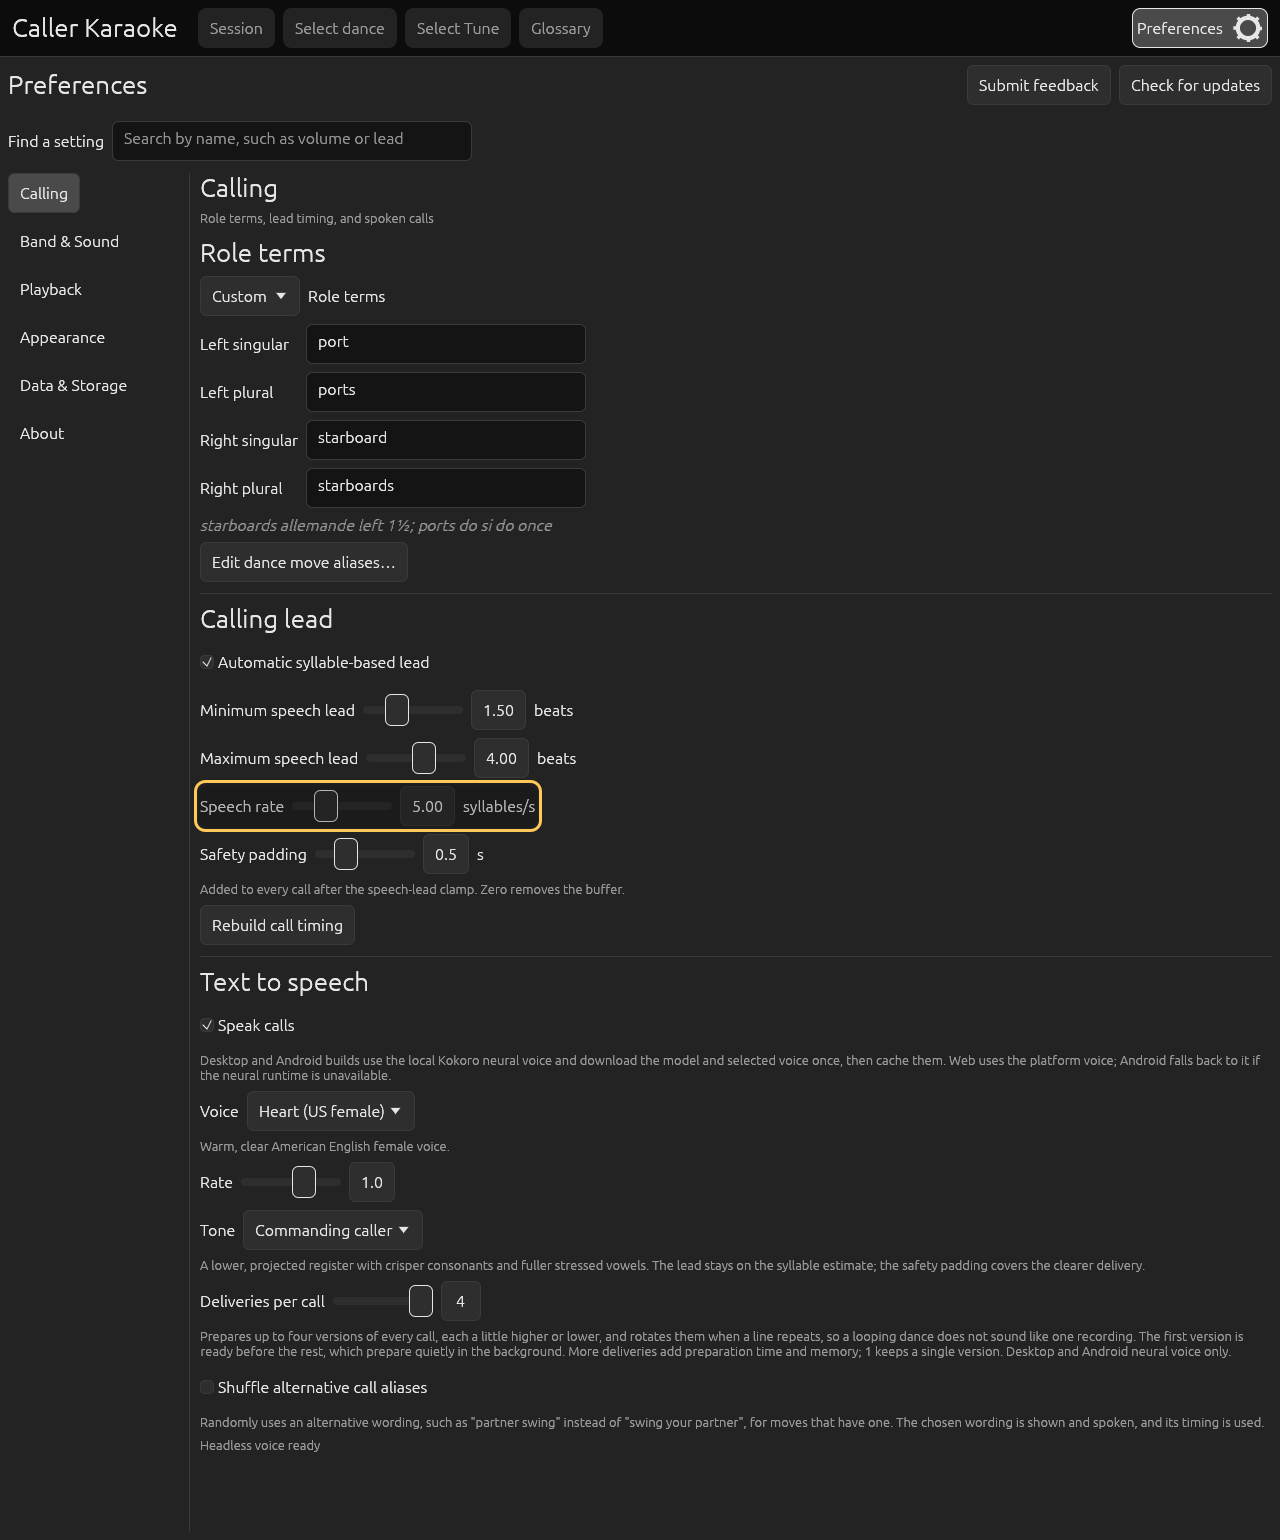 Caller Karaoke
Session
Select dance
Select Tune
Glossary
Preferences
Preferences
Submit feedback
Check for updates
Find a setting
Search by name, such as volume or lead
Calling
Band & Sound
Playback
Appearance
Data & Storage
About
Calling
Role terms, lead timing, and spoken calls
Role terms
Custom
Role terms
Left singular port
Left plural ports
Right singular starboard
Right plural starboards
starboards allemande left 1½; ports do si do once
Edit dance move aliases…
Calling lead
Automatic syllable-based lead
Minimum speech lead 1.50 beats
Maximum speech lead 4.00 beats
Speech rate 5.00 syllables/s
Safety padding 0.5 s
Added to every call after the speech-lead clamp. Zero removes the buffer.
Rebuild call timing
Text to speech
Speak calls
Desktop and Android builds use the local Kokoro neural voice and download the model and selected voice once, then cache them. Web uses the platform voice; Android falls back to it if
the neural runtime is unavailable.
Voice Heart (US female)
Warm, clear American English female voice.
Rate 1.0
Tone Commanding caller
A lower, projected register with crisper consonants and fuller stressed vowels. The lead stays on the syllable estimate; the safety padding covers the clearer delivery.
Deliveries per call 4
Prepares up to four versions of every call, each a little higher or lower, and rotates them when a line repeats, so a looping dance does not sound like one recording. The first version is
ready before the rest, which prepare quietly in the background. More deliveries add preparation time and memory; 1 keeps a single version. Desktop and Android neural voice only.
Shuffle alternative call aliases
Randomly uses an alternative wording, such as "partner swing" instead of "swing your partner", for moves that have one. The chosen wording is shown and spoken, and its timing is used.
Headless voice ready